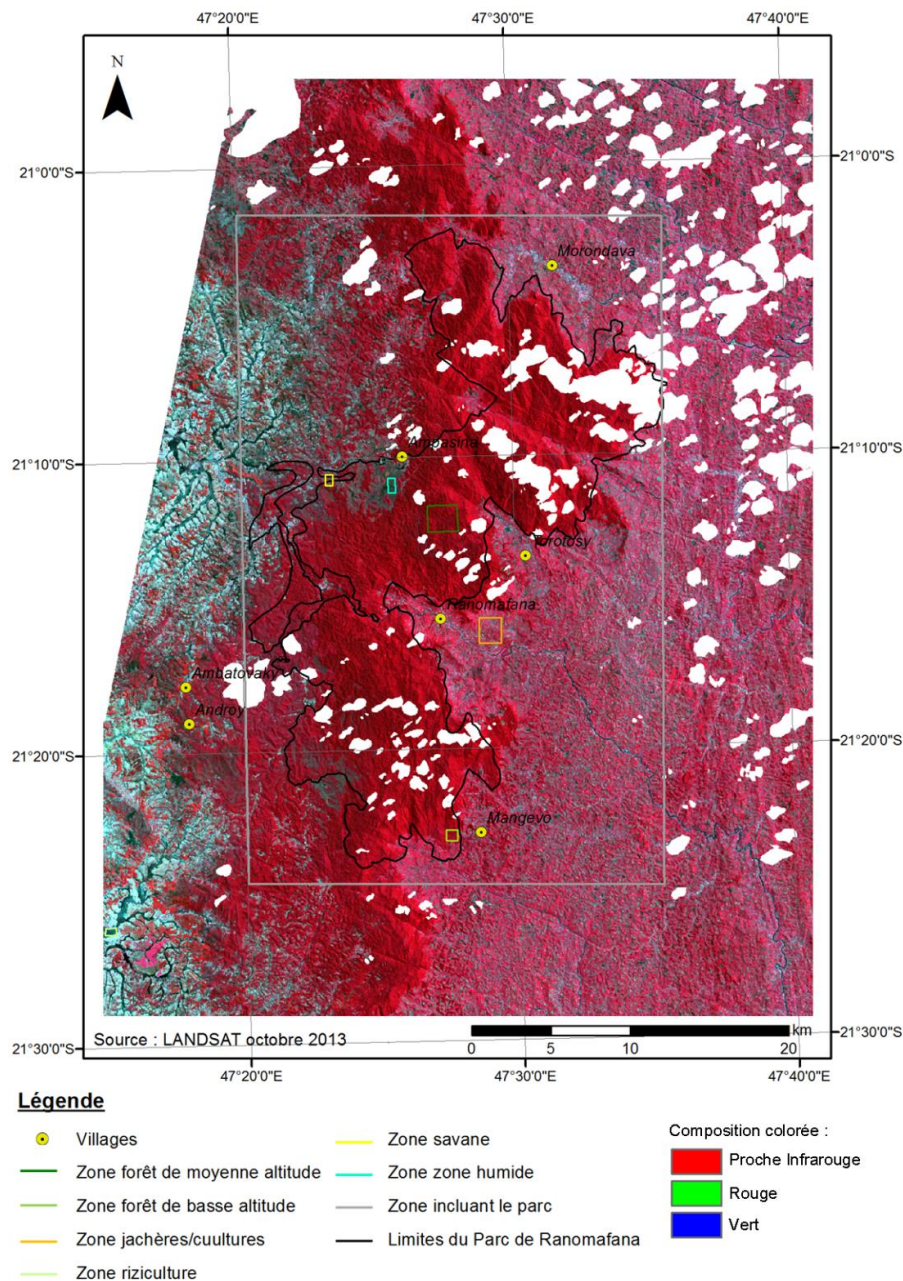 47°20'0"E 47°30'0"E 47°40'0"E
N
21°0'0"S 21°0'0"S
Morondava
Ampasina
21°10'0"S 21°10'0"S
Torotosy
Ranomafana
Ambatovaky
Androy
21°20'0"S 21°20'0"S
Mangevo
Source : LANDSAT octobre 2013
km
0 5 10 20
21°30'0"S 21°30'0"S
47°20'0"E 47°30'0"E 47°40'0"E
Légende
Villages
Zone forêt de moyenne altitude
Zone forêt de basse altitude
Zone jachères/cuultures
Zone riziculture
Zone savane
Zone zone humide
Zone incluant le parc
Limites du Parc de Ranomafana
Composition colorée :
Proche Infrarouge
Rouge
Vert